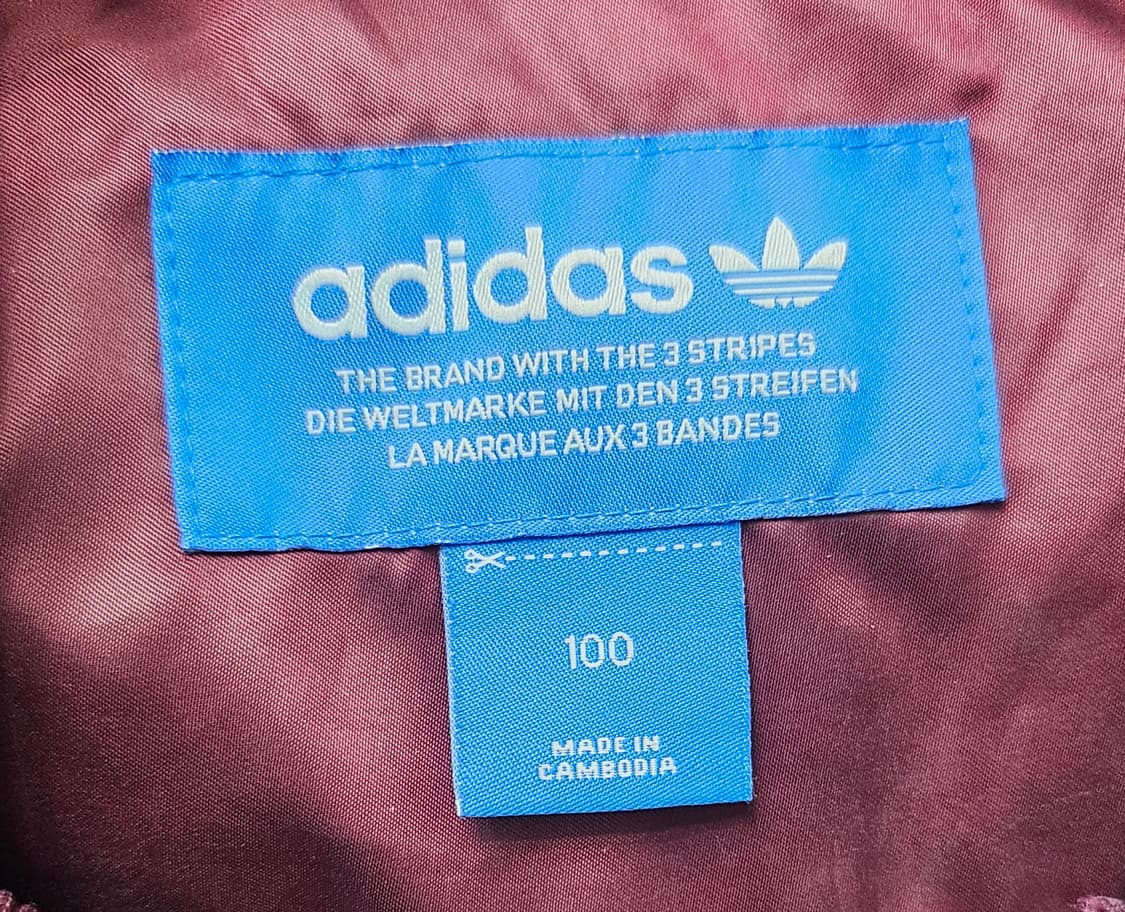 adidas
THE BRAND WITH THE 3 STRIPES
DIE WELTMARKE MIT DEN 3 STREIFEN
LA MARQUE AUX 3 BANDES
100
MADE IN
CAMBODIA